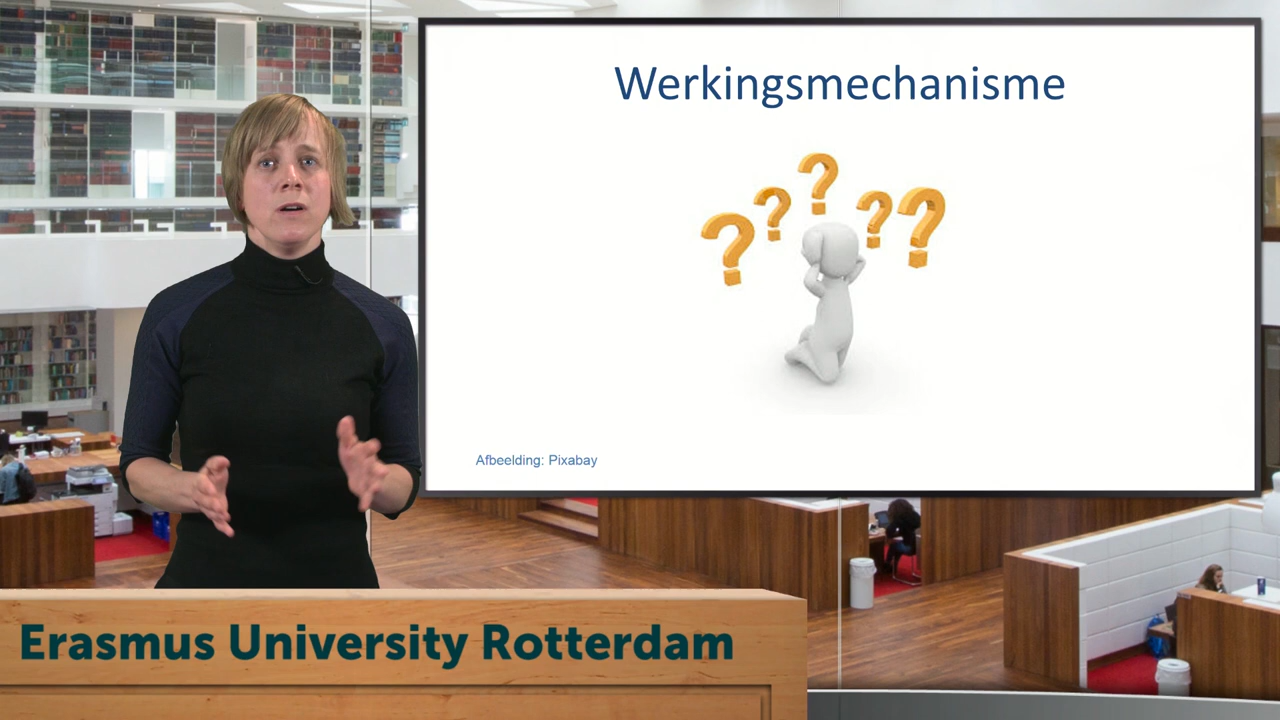 Werkingsmechanisme
? ? ? ? ?
Afbeelding: Pixabay
Erasmus University Rotterdam